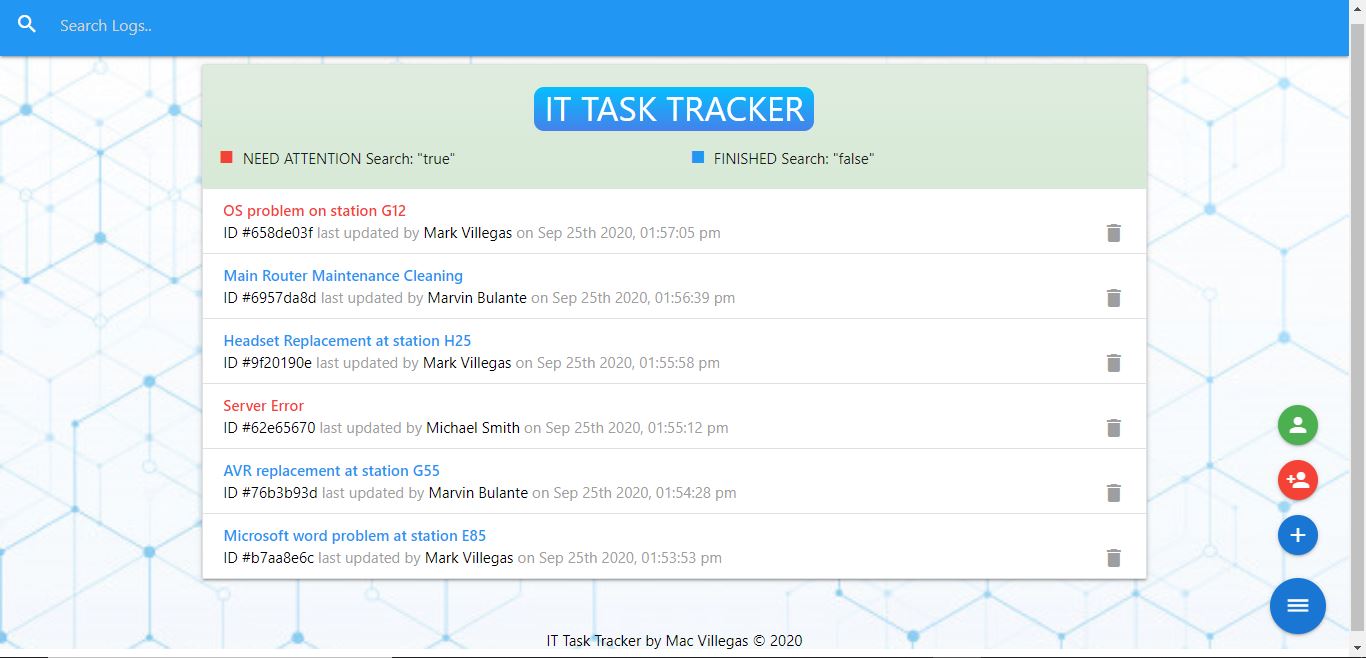 Search Logs..
IT TASK TRACKER
NEED ATTENTION Search: "true"
FINISHED Search: "false"
OS problem on station G12
ID #658de03f last updated by Mark Villegas on Sep 25th 2020, 01:57:05 pm
Main Router Maintenance Cleaning
ID #6957da8d last updated by Marvin Bulante on Sep 25th 2020, 01:56:39 pm
Headset Replacement at station H25
ID #9f20190e last updated by Mark Villegas on Sep 25th 2020, 01:55:58 pm
Server Error
ID #62e65670 last updated by Michael Smith on Sep 25th 2020, 01:55:12 pm
AVR replacement at station G55
ID #76b3b93d last updated by Marvin Bulante on Sep 25th 2020, 01:54:28 pm
Microsoft word problem at station E85
ID #b7aa8e6c last updated by Mark Villegas on Sep 25th 2020, 01:53:53 pm
IT Task Tracker by Mac Villegas © 2020